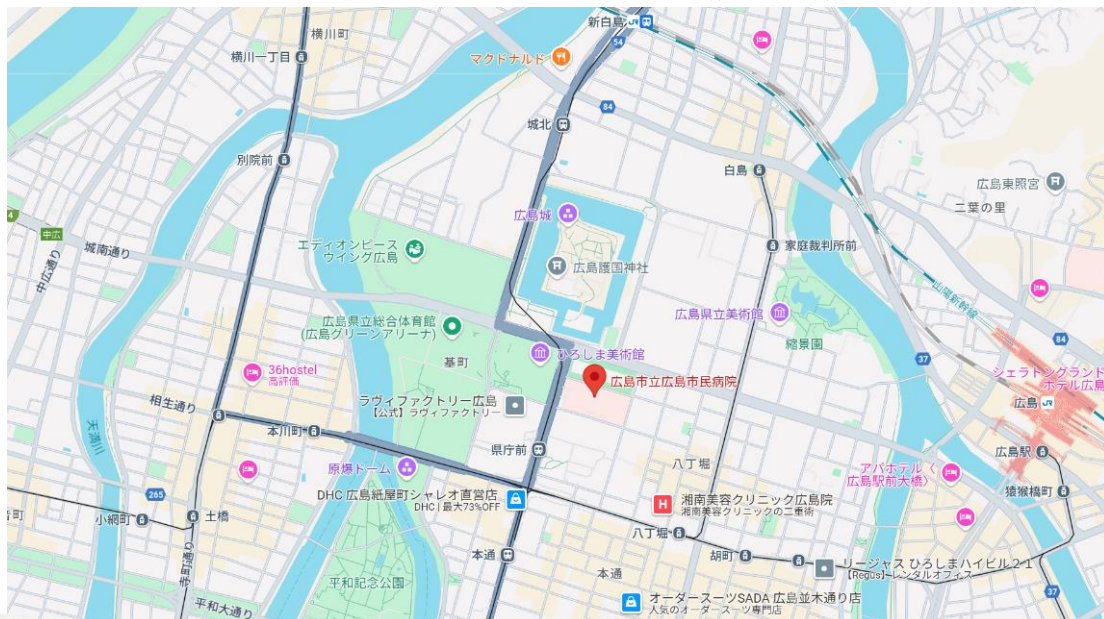 新白島
横川町
54
横川一丁目
マクドナルド
84
城北
別院前
白島
広島東照宮
二葉の里
広島城
4
中広
城南通り
エディオンピース
ウイング広島
家庭裁判所前
中広通り
広島護国神社
山陽新幹線
広島県立美術館
広島県立総合体育館
(広島グリーンアリーナ)
縮景園
84
基町
ひろしま美術館
37
36hostel
高評価
広島市立広島市民病院
シェラトングランド
ホテル広島
ラヴィファクトリー広島
【公式】ラヴィファクトリー
広島
相生通り
天満川
本川町
県庁前
広島駅
八丁堀
原爆ドーム
アパホテル〈
広島駅前大橋〉
265
DHC 広島紙屋町シャレオ直営店
DHC | 最大73%OFF
湘南美容クリニック広島院
湘南美容クリニックの二重術
猿猴橋町
小網町
土橋
37
八丁堀
胡町
寺町通り
本通
リージャス ひろしまハイビル２１
【Regus】レンタルオフィス
本通
平和記念公園
平和大通り
オーダースーツSADA 広島並木通り店
人気のオーダースーツ専門店